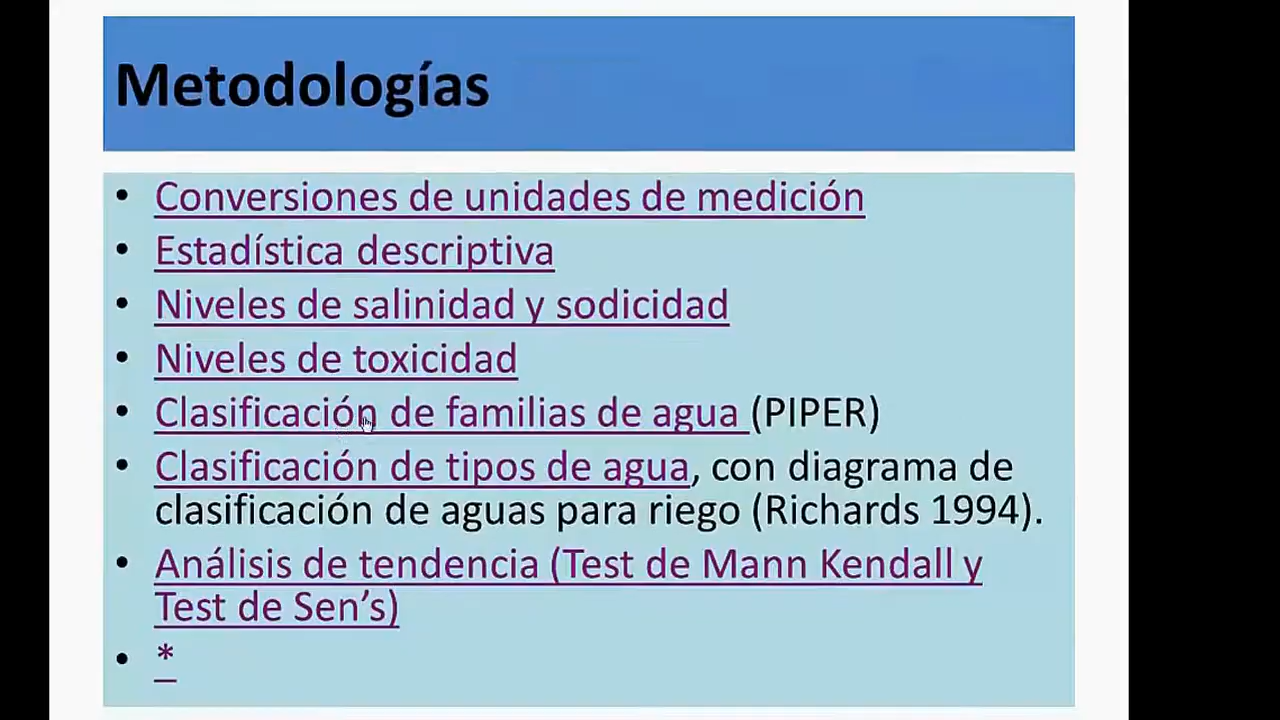 Metodologías
• Conversiones de unidades de medición
• Estadística descriptiva
• Niveles de salinidad y sodicidad
• Niveles de toxicidad
• Clasificación de familias de agua (PIPER)
• Clasificación de tipos de agua, con diagrama de
clasificación de aguas para riego (Richards 1994).
• Análisis de tendencia (Test de Mann Kendall y
Test de Sen’s)
• *